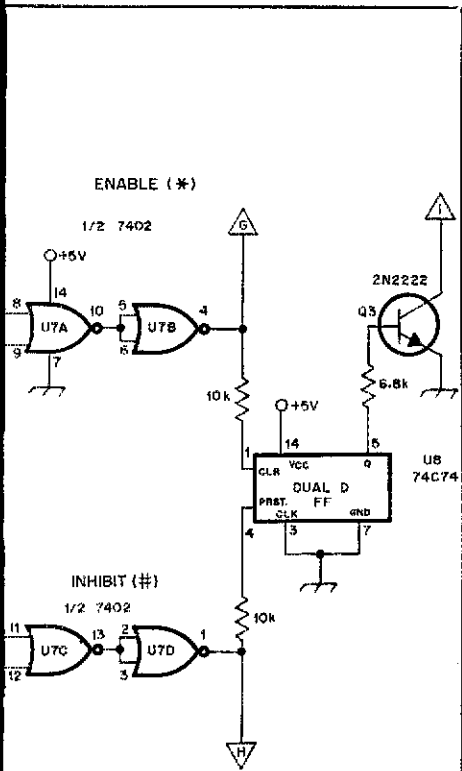 ENABLE (*)
1/2 7402
+5V
14
8
9
U7A
10
7
5
6
U7B
4
G
I
2N2222
Q3
6.8k
10k
+5V
1
14
5
CLR
VCC
Q
DUAL D
FF
PRST.
CLK
GND
4
3
7
U8
74C74
INHIBIT (#)
1/2 7402
11
12
U7C
13
2
3
U7D
1
10k
H